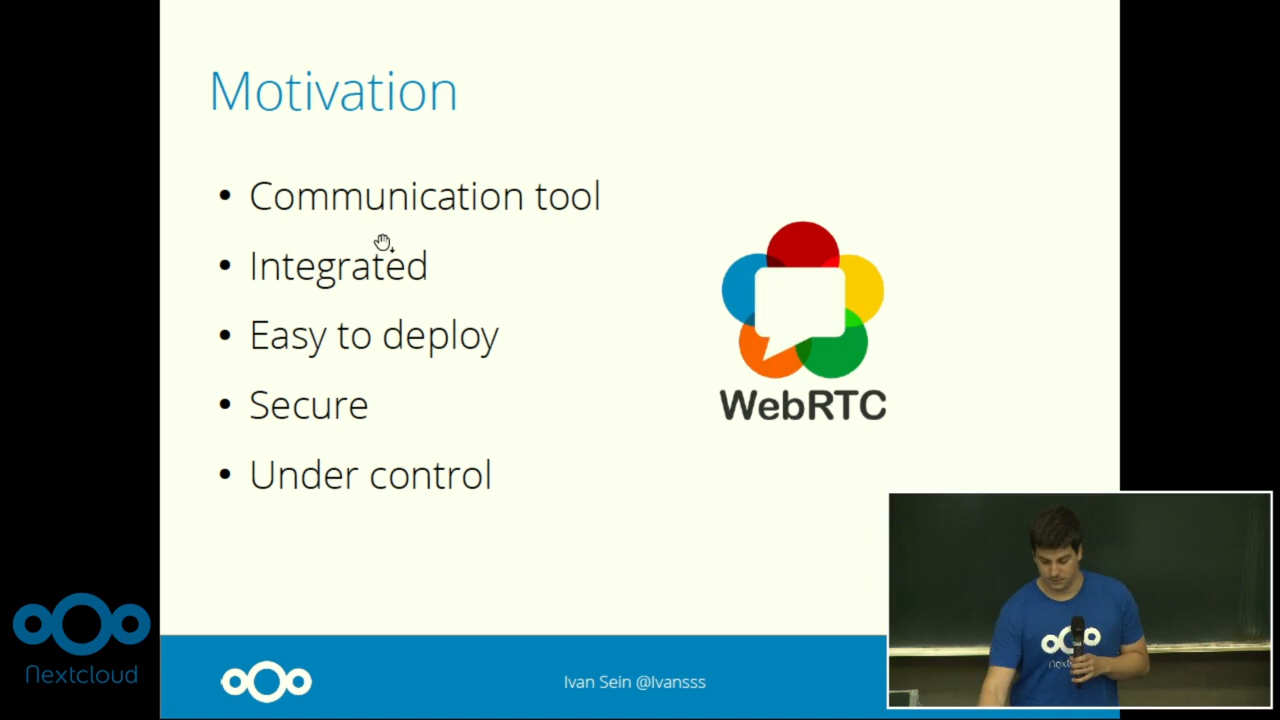 Motivation
• Communication tool
• Integrated
• Easy to deploy
• Secure
• Under control
WebRTC
Nextcloud
Ivan Sein @Ivansss